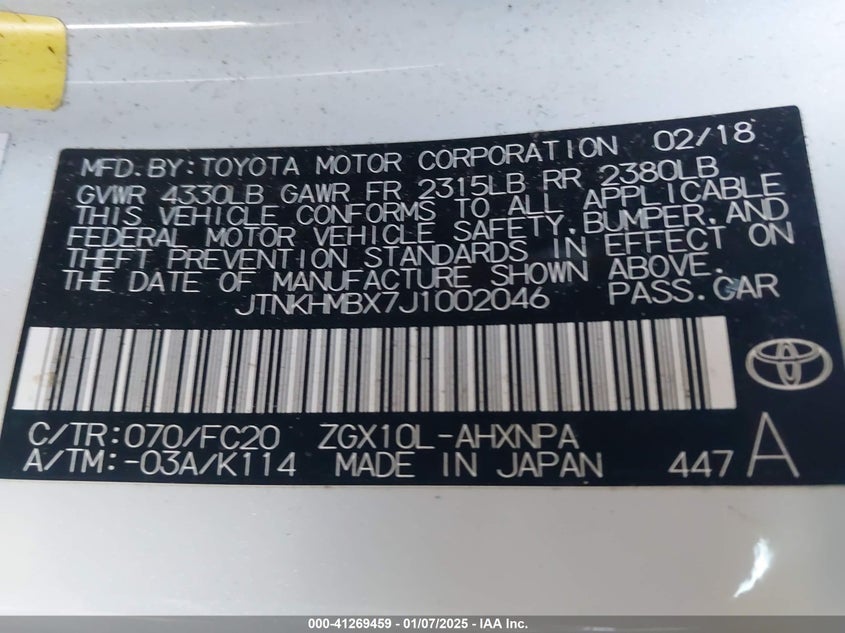 MFD.BY:TOYOTA MOTOR CORPORATION 02/18
GVWR 4330LB GAWR FR 2315LB RR 2380LB
THIS VEHICLE CONFORMS TO ALL APPLICABLE
FEDERAL MOTOR VEHICLE SAFETY,BUMPER,AND
THEFT PREVENTION STANDARDS IN EFFECT ON
THE DATE OF MANUFACTURE SHOWN ABOVE.
JTNKHMBX7J1002046 PASS.CAR
C/TR:070/FC20 ZGX10L-AHXNPA
A/TM:-03A/K114 MADE IN JAPAN 447 A
000-41269459 | 01/07/2025 - IAA Inc.